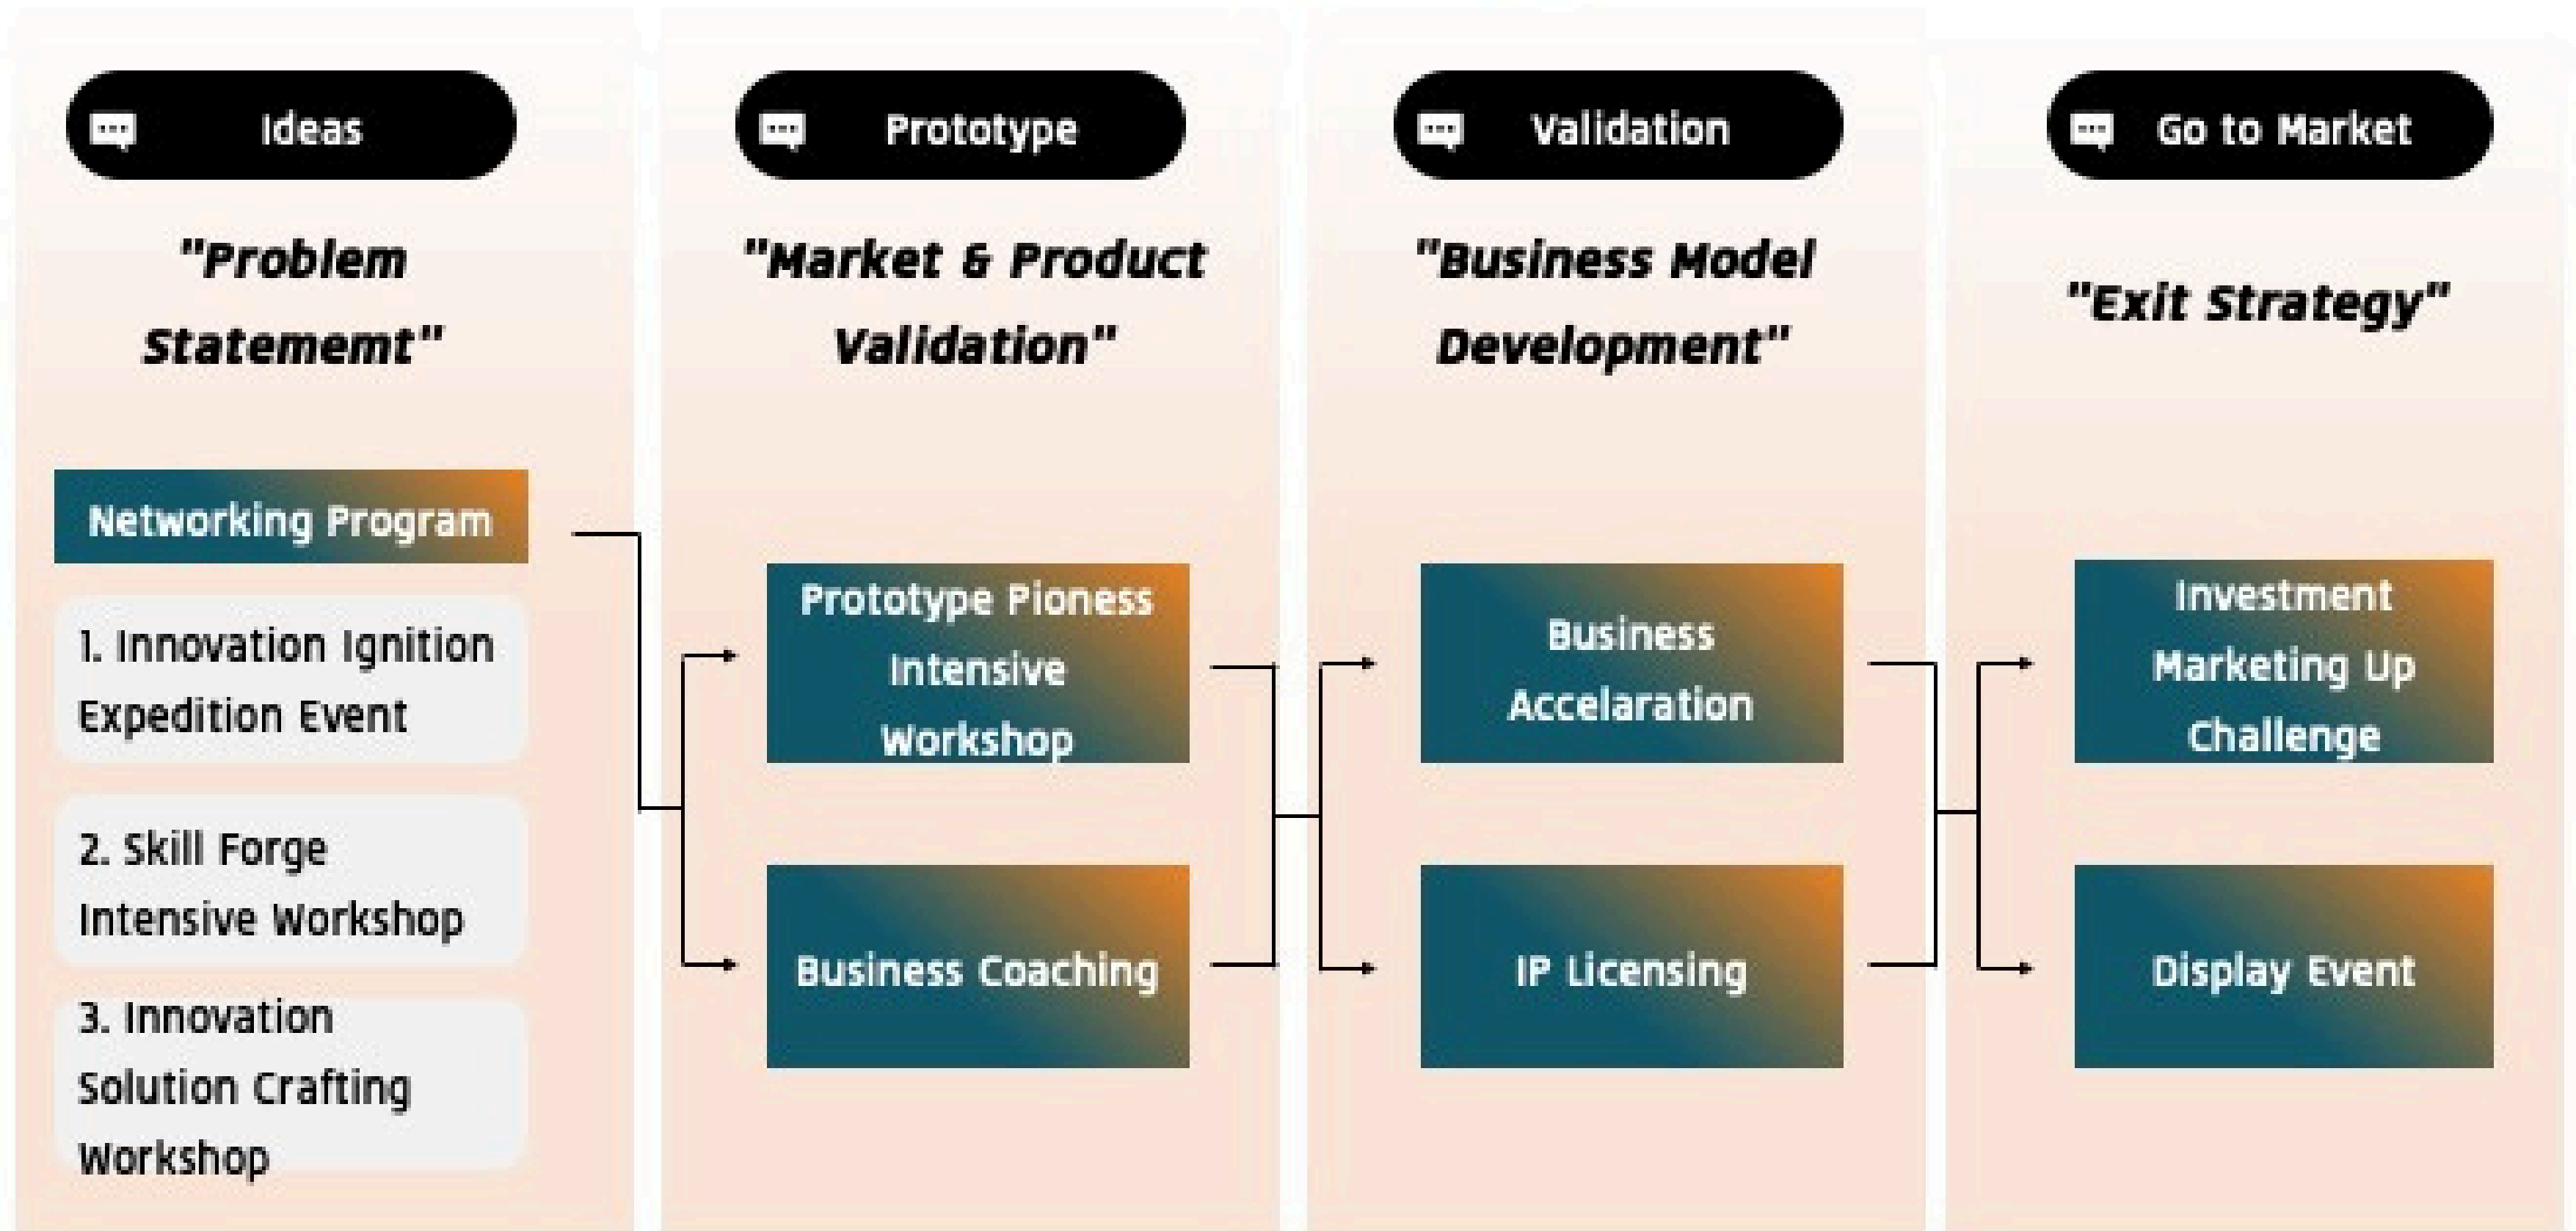 Ideas
"Problem
Statememt"
Networking Program
1. Innovation Ignition
Expedition Event
2. Skill Forge
Intensive Workshop
3. Innovation
Solution Crafting
Workshop
Prototype
"Market & Product
Validation"
Prototype Pioness
Intensive
Workshop
Business Coaching
Validation
"Business Model
Development"
Business
Accelaration
IP Licensing
Go to Market
"Exit Strategy"
Investment
Marketing Up
Challenge
Display Event